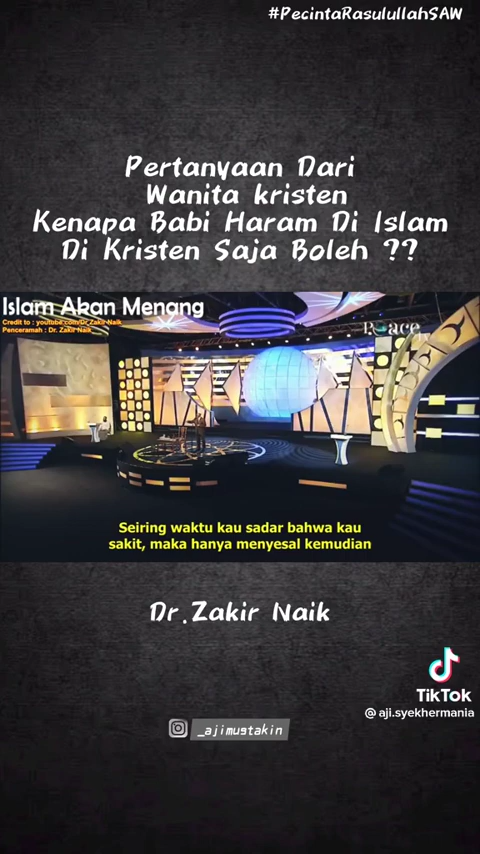 #PecintaRasulullahSAW
Pertanyaan Dari
Wanita kristen
Kenapa Babi Haram Di Islam
Di Kristen Saja Boleh ??
Islam Akan Menang
Credit to : youtube.com/Dr Zakir Naik
Penceramah : Dr. Zakir Naik
Peace
Seiring waktu kau sadar bahwa kau
sakit, maka hanya menyesal kemudian
Dr.Zakir Naik
TikTok
@aji.syekhermania
_ajimustakin